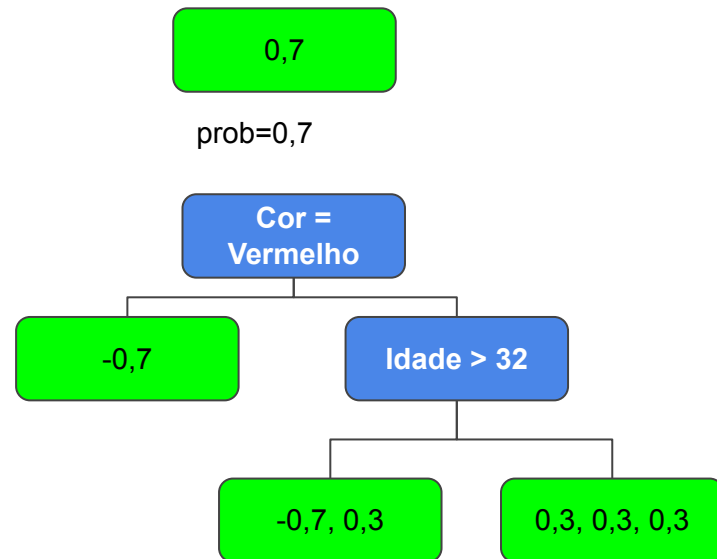 0,7
prob=0,7
Cor =
Vermelho
-0,7
Idade > 32
-0,7, 0,3
0,3, 0,3, 0,3